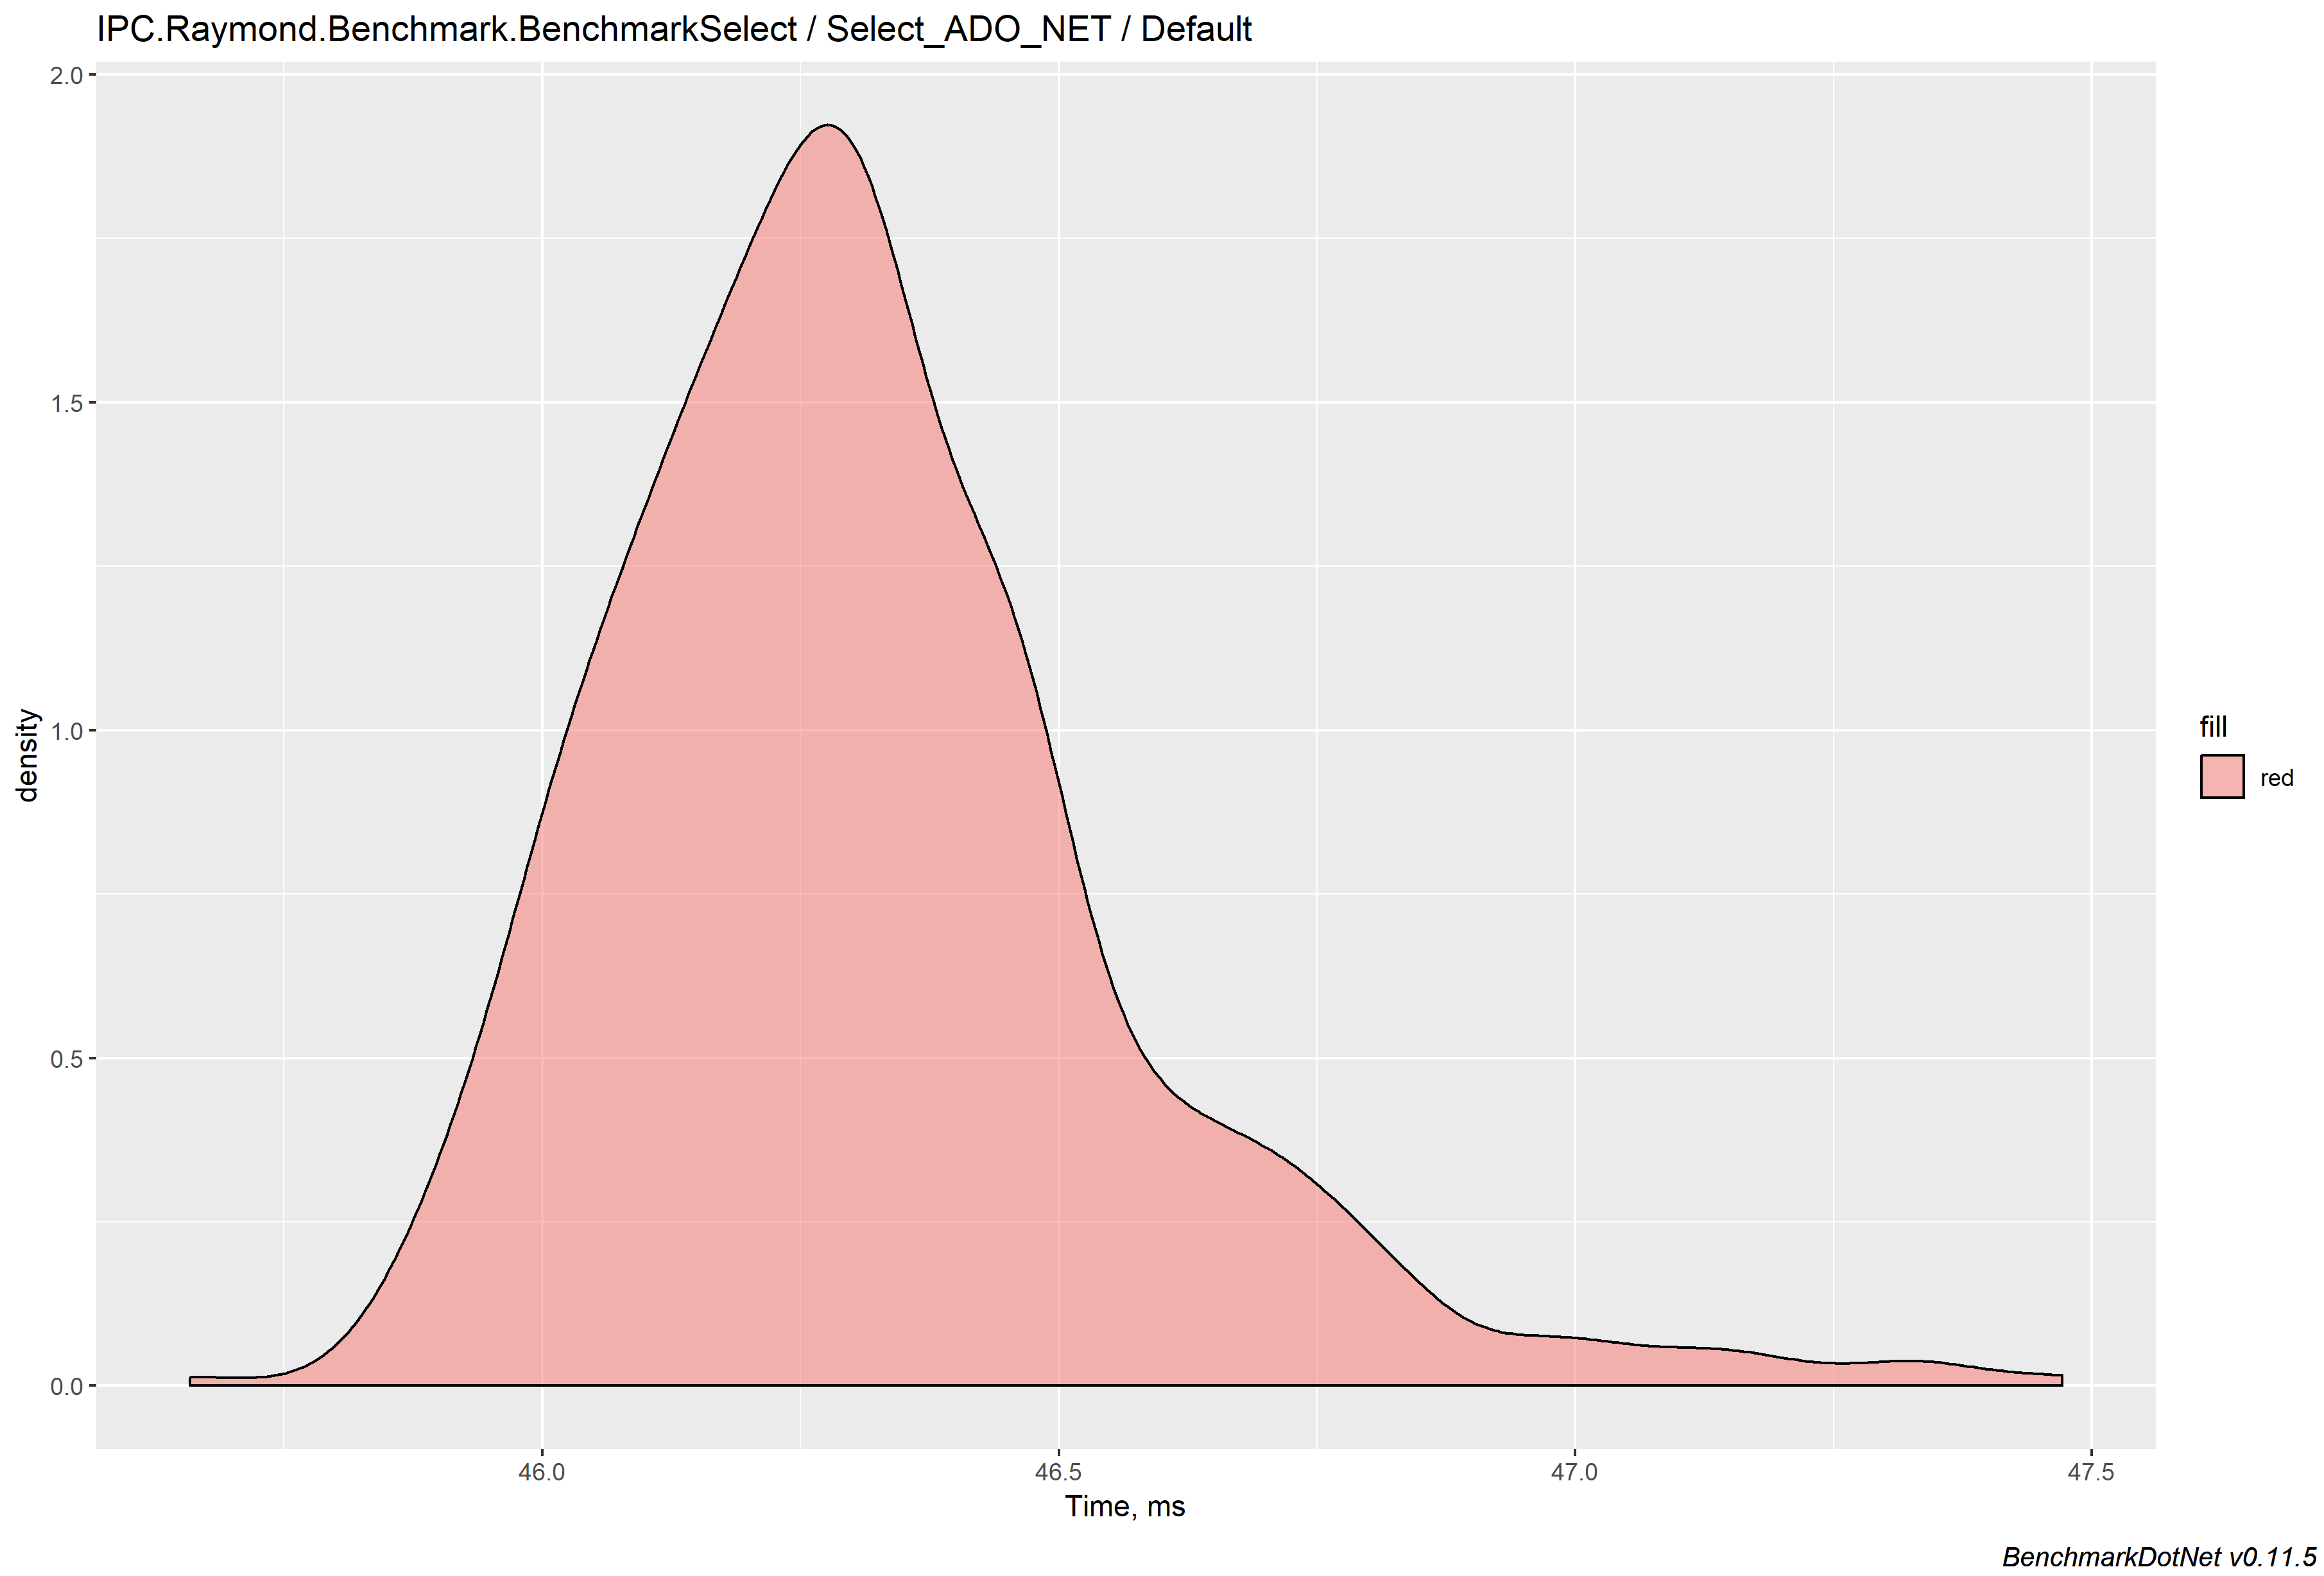 IPC.Raymond.Benchmark.BenchmarkSelect / Select_ADO_NET / Default
2.0
1.5
1.0
0.5
0.0
density
46.0 46.5 47.0 47.5
Time, ms
fill
red
BenchmarkDotNet v0.11.5